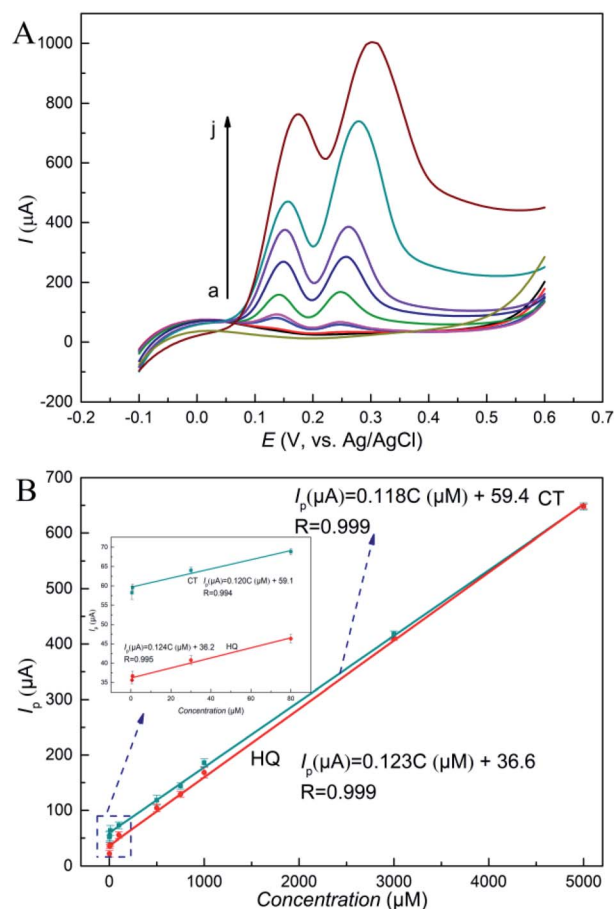 A
1000
800
600
400
200
0
-200
I (µA)
j
a
-0.2 -0.1 0.0 0.1 0.2 0.3 0.4 0.5 0.6 0.7
E (V, vs. Ag/AgCl)
B
700
600
500
400
300
200
100
0
Ip (µA)
Ip(µA)=0.118C (µM) + 59.4 CT
R=0.999
70
65
60
55
50
45
40
35
Ip (µA)
CT Ip(µA)=0.120C (µM) + 59.1
R=0.994
Ip(µA)=0.124C (µM) + 36.2 HQ
R=0.995
0 20 40 60 80
Concentration (µM)
HQ Ip(µA)=0.123C (µM) + 36.6
R=0.999
0 1000 2000 3000 4000 5000
Concentration (µM)